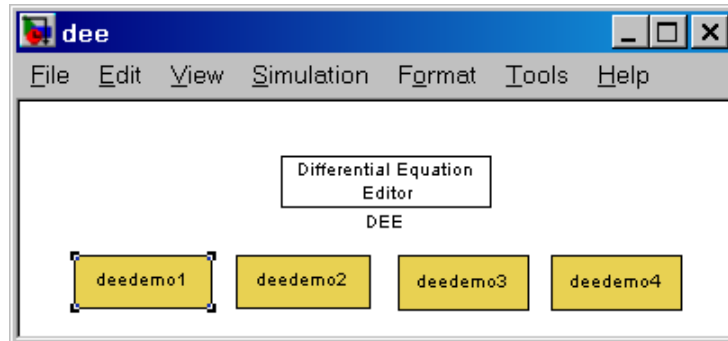 dee
File Edit View Simulation Format Tools Help
Differential Equation
Editor
DEE
deedemo1 deedemo2 deedemo3 deedemo4